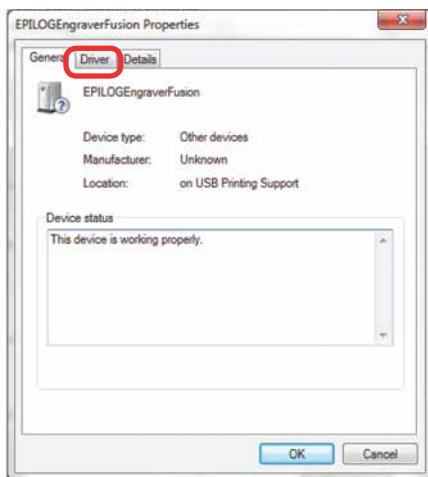 EPILOGEngraverFusion Properties
General Driver Details
EPILOGEngraverFusion
Device type: Other devices
Manufacturer: Unknown
Location: on USB Printing Support
Device status
This device is working properly.
OK Cancel